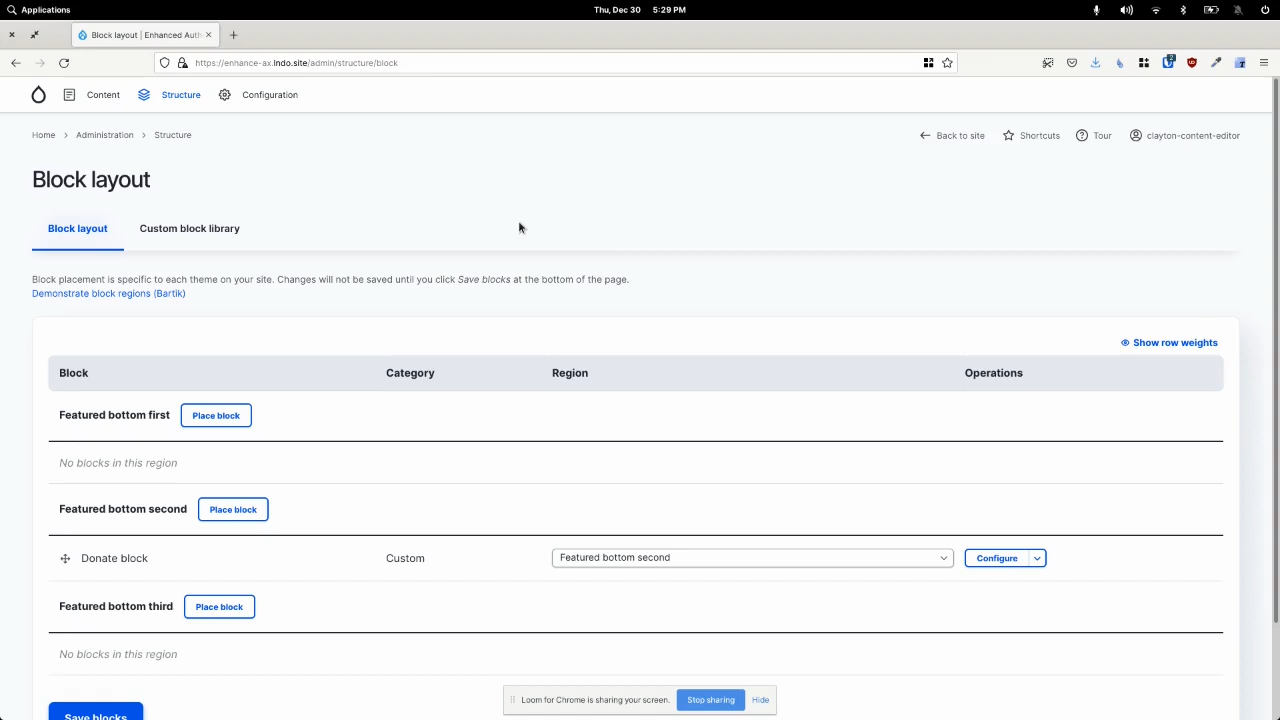 Applications
Thu, Dec 30 5:29 PM
Block layout | Enhanced Auth
https://enhance-ax.lndo.site/admin/structure/block
Content
Structure
Configuration
Home > Administration > Structure
Back to site
Shortcuts
Tour
clayton-content-editor
Block layout
Block layout
Custom block library
Block placement is specific to each theme on your site. Changes will not be saved until you click Save blocks at the bottom of the page.
Demonstrate block regions (Bartik)
Show row weights
Block Category Region Operations
Featured bottom first Place block
No blocks in this region
Featured bottom second Place block
Donate block Custom Featured bottom second Configure
Featured bottom third Place block
No blocks in this region
Loom for Chrome is sharing your screen. Stop sharing Hide
Save blocks